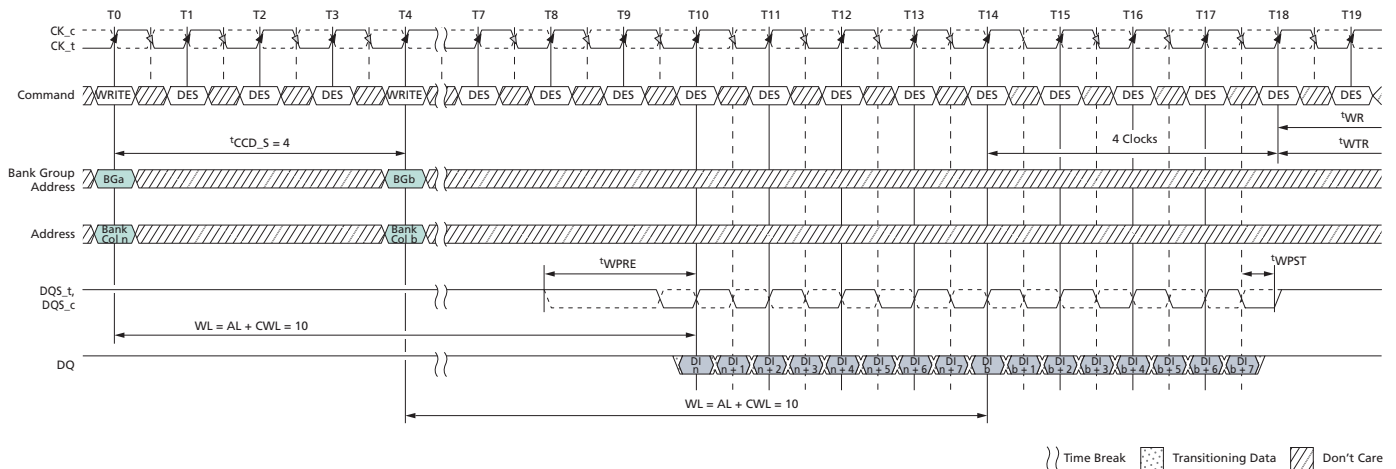 T0 T1 T2 T3 T4 T7 T8 T9 T10 T11 T12 T13 T14 T15 T16 T17 T18 T19
CK_c
CK_t
Command WRITE DES DES DES WRITE DES DES DES DES DES DES DES DES DES DES DES DES DES
tWR
tCCD_S = 4 4 Clocks tWTR
Bank Group
Address BGa BGb
Address Bank
Col n Bank
Col b
tWPRE tWPST
DQS_t,
DQS_c
WL = AL + CWL = 10
DQ DI
n DI
n + 1 DI
n + 2 DI
n + 3 DI
n + 4 DI
n + 5 DI
n + 6 DI
n + 7 DI
b DI
b + 1 DI
b + 2 DI
b + 3 DI
b + 4 DI
b + 5 DI
b + 6 DI
b + 7
WL = AL + CWL = 10
Time Break Transitioning Data Don't Care